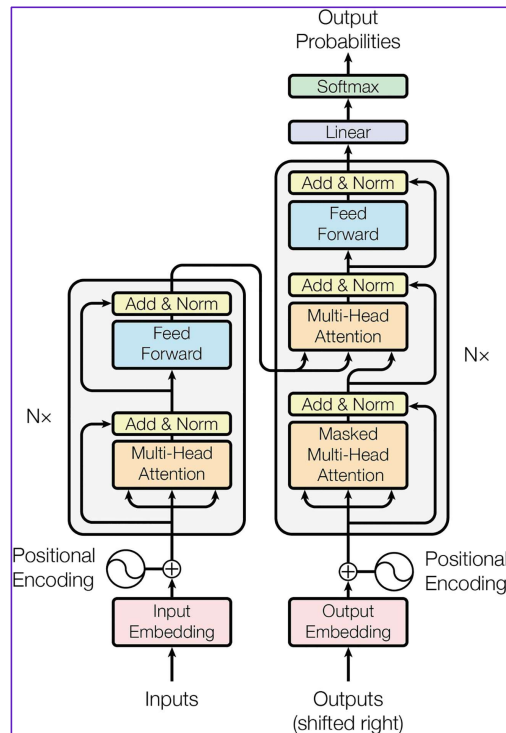 Output
Probabilities
Softmax
Linear
Add & Norm
Feed
Forward
Add & Norm
Multi-Head
Attention
Add & Norm
Masked
Multi-Head
Attention
N×
Add & Norm
Feed
Forward
Add & Norm
Multi-Head
Attention
N×
Positional
Encoding
Positional
Encoding
Input
Embedding
Output
Embedding
Inputs
Outputs
(shifted right)